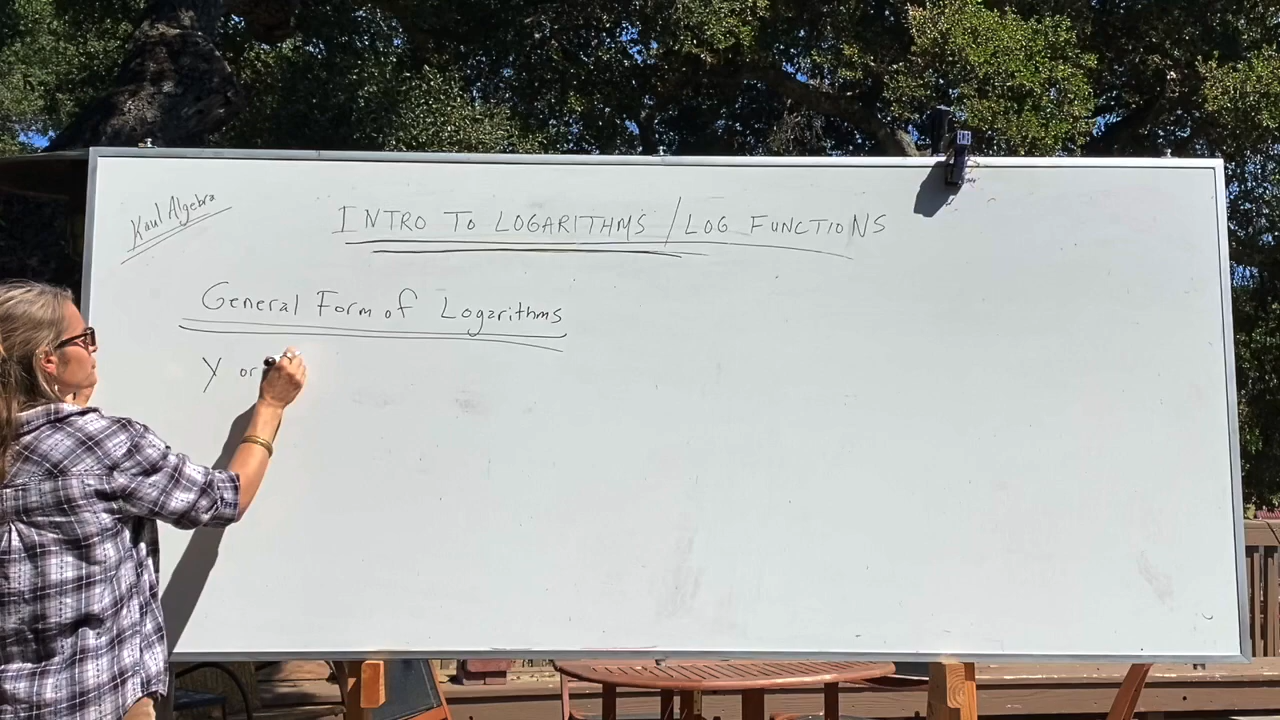 Kaul Algebra
INTRO TO LOGARITHMS / LOG FUNCTIONS
General Form of Logarithms
Y or